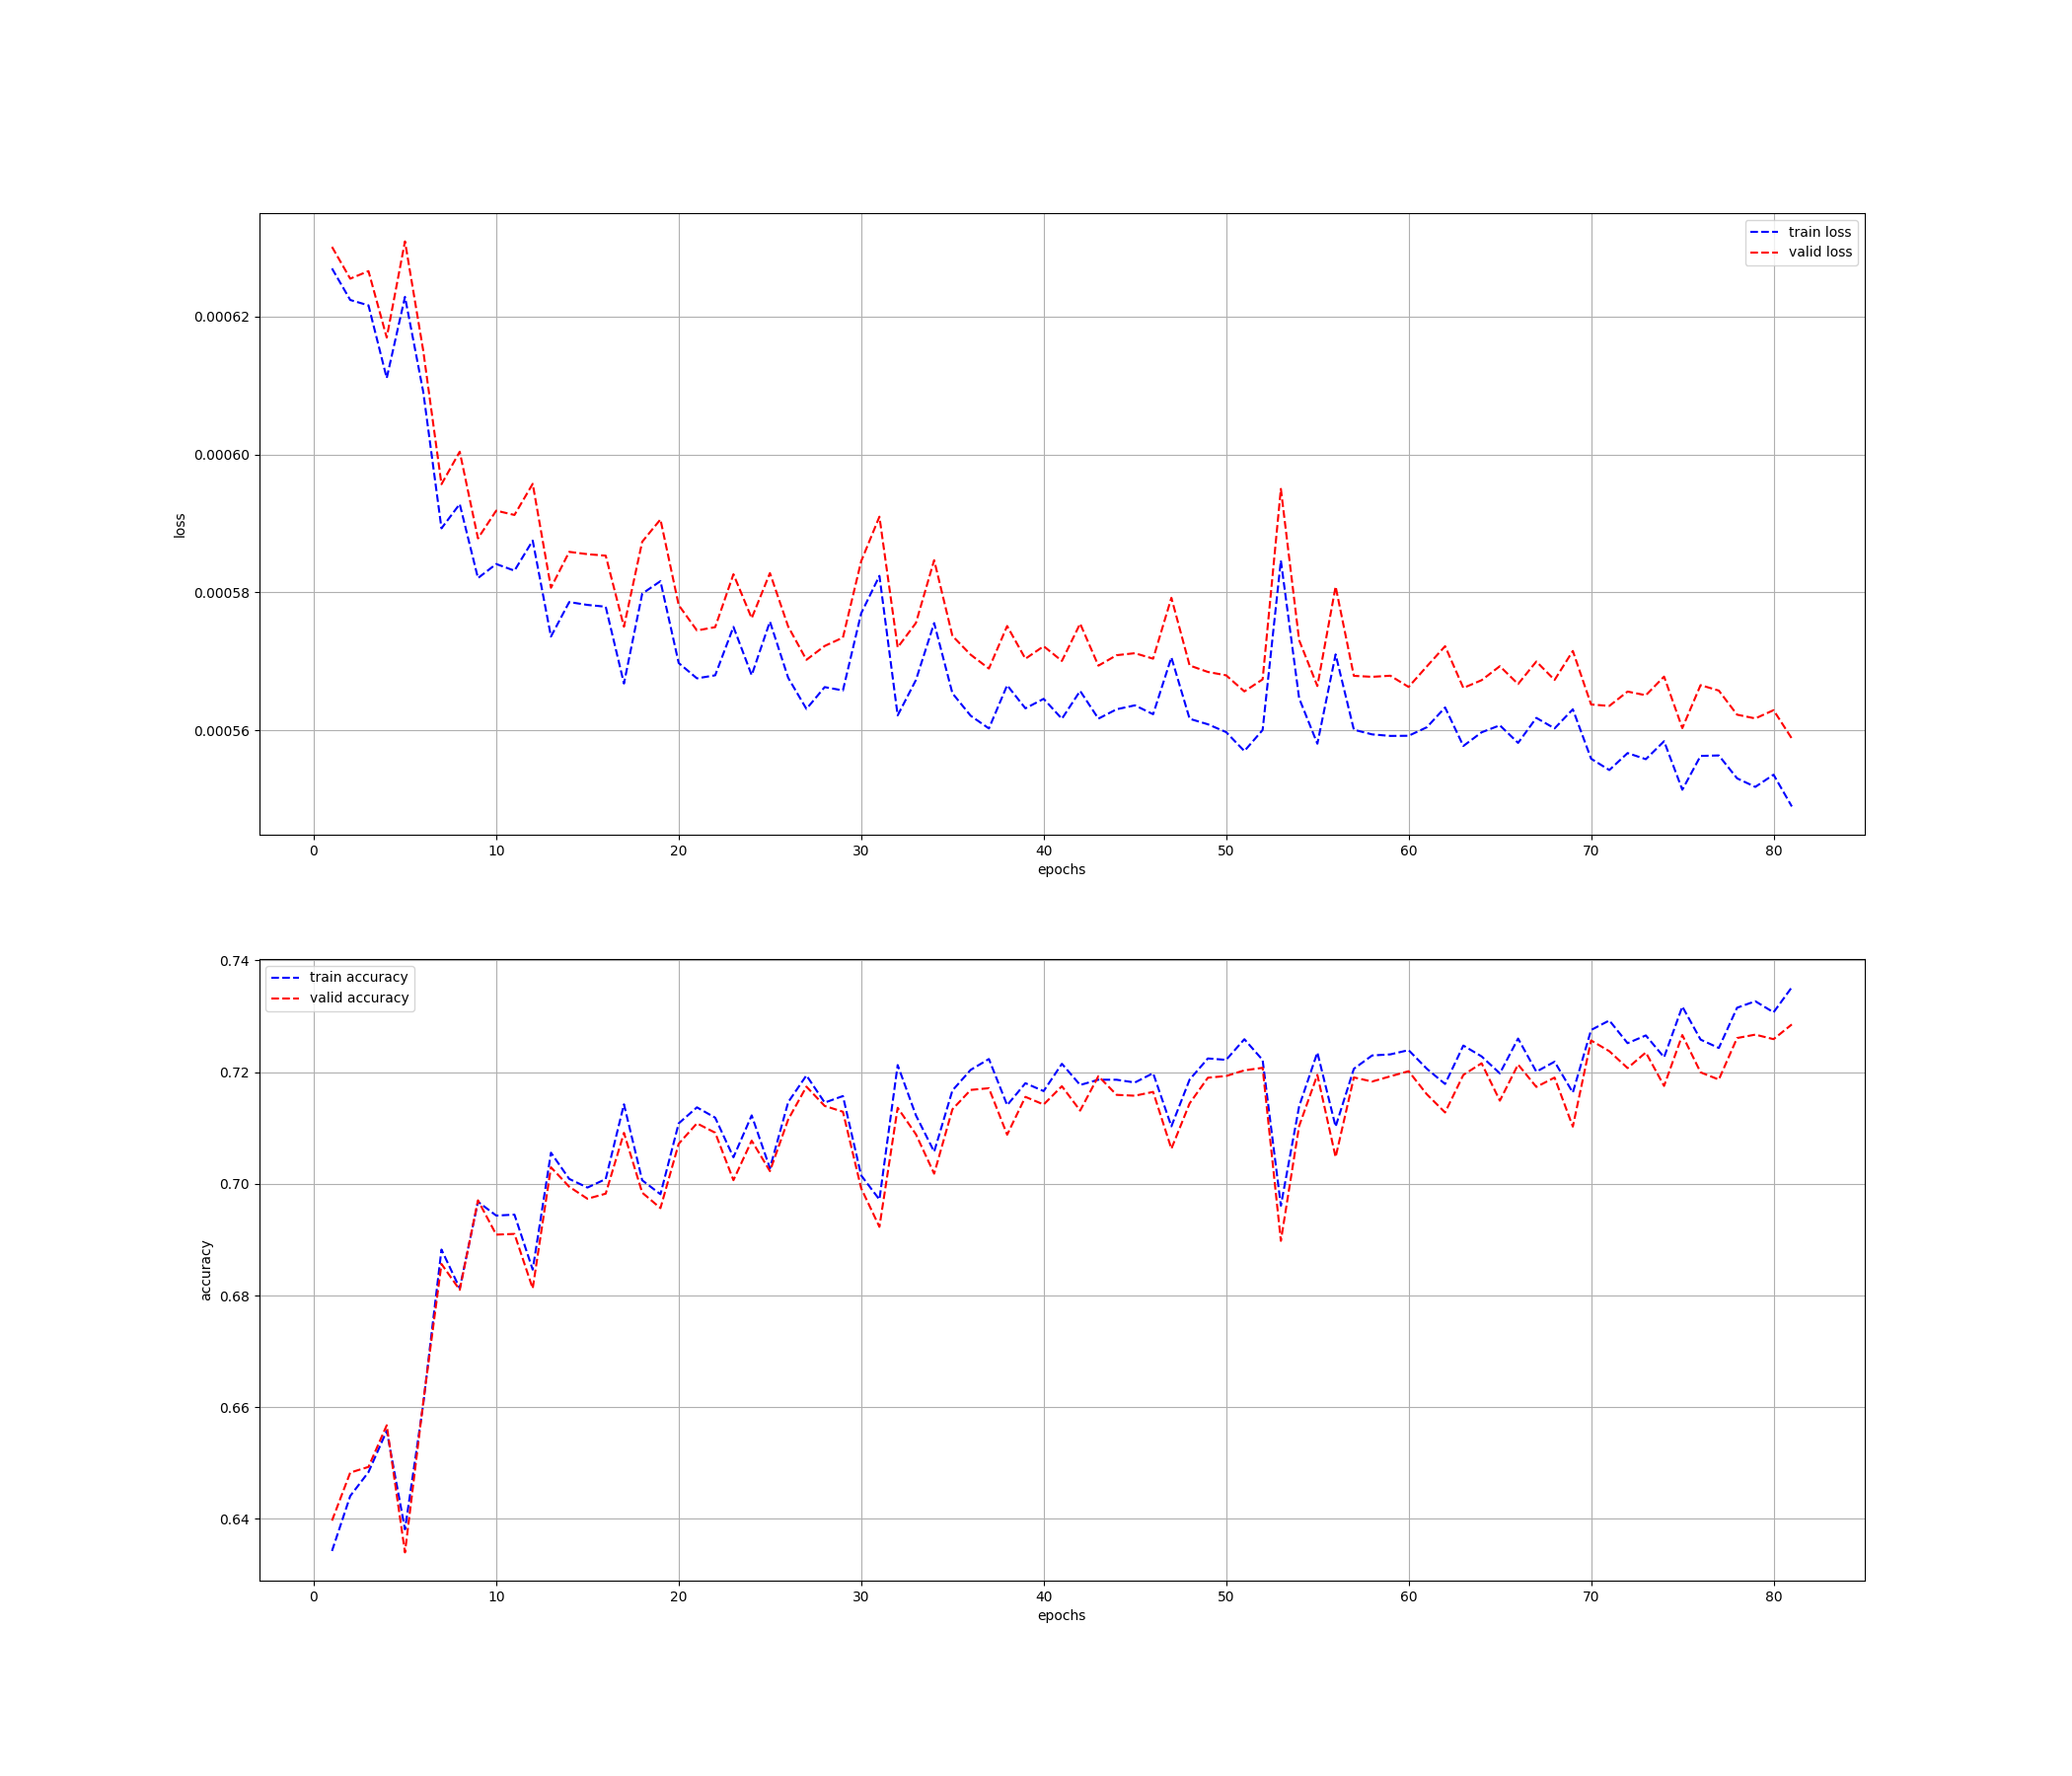 train loss
valid loss
0.00062
0.00060
0.00058
0.00056
loss
0 10 20 30 40 50 60 70 80
epochs
train accuracy
valid accuracy
0.74
0.72
0.70
0.68
0.66
0.64
accuracy
0 10 20 30 40 50 60 70 80
epochs